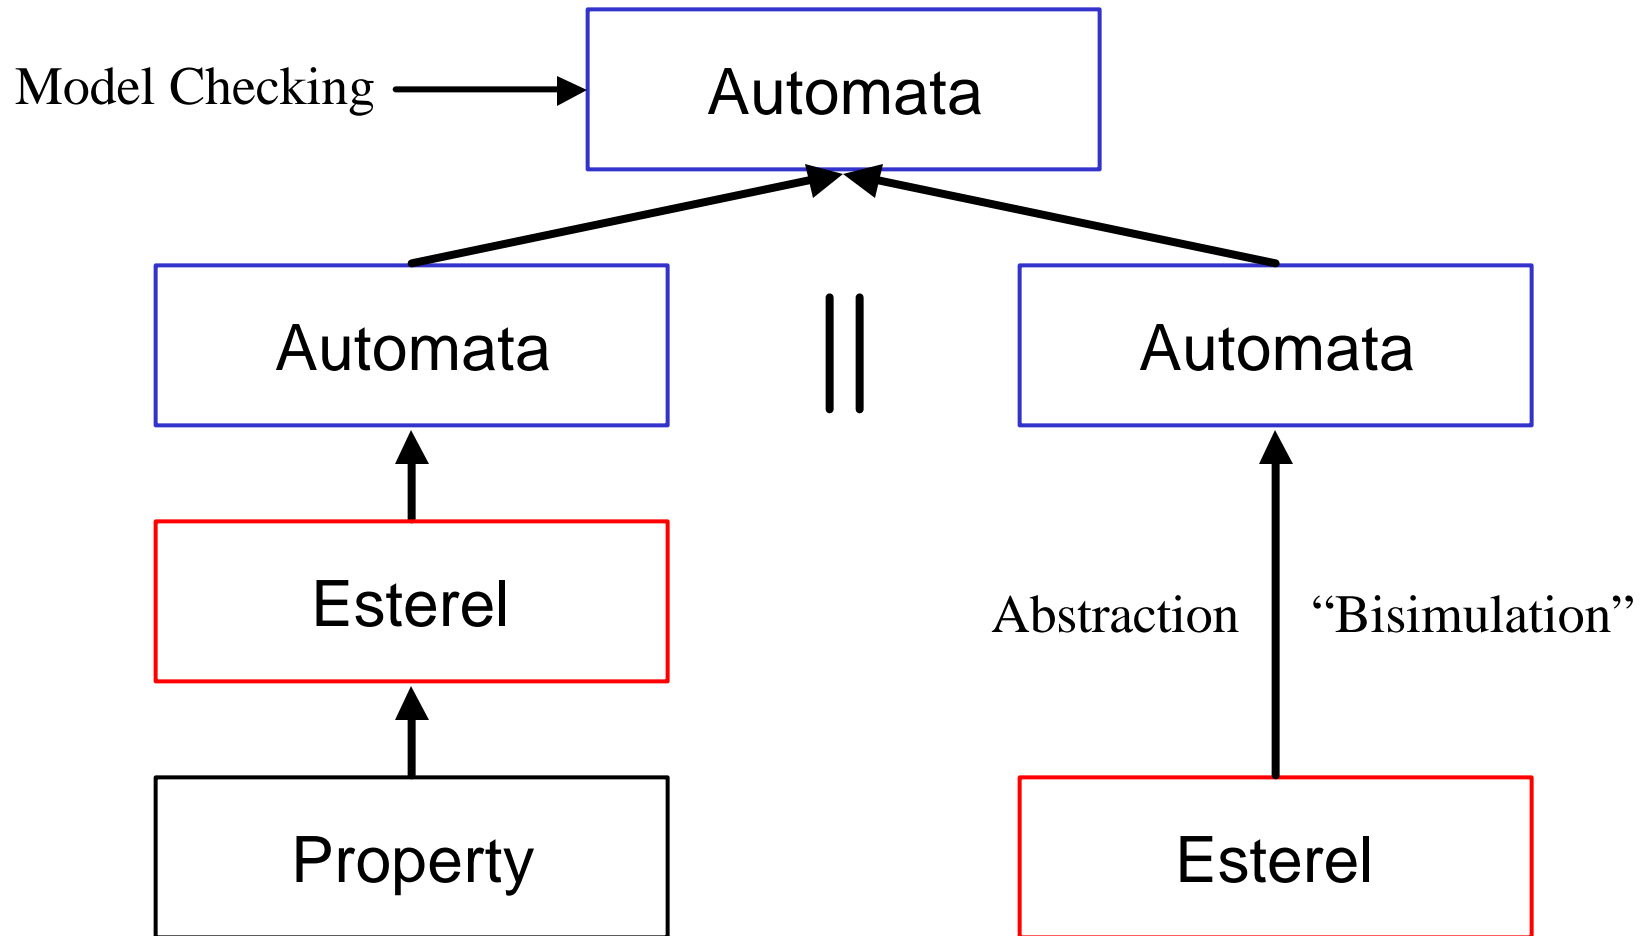 Model Checking
Automata
Automata
Automata
Esterel
Abstraction
“Bisimulation”
Property
Esterel